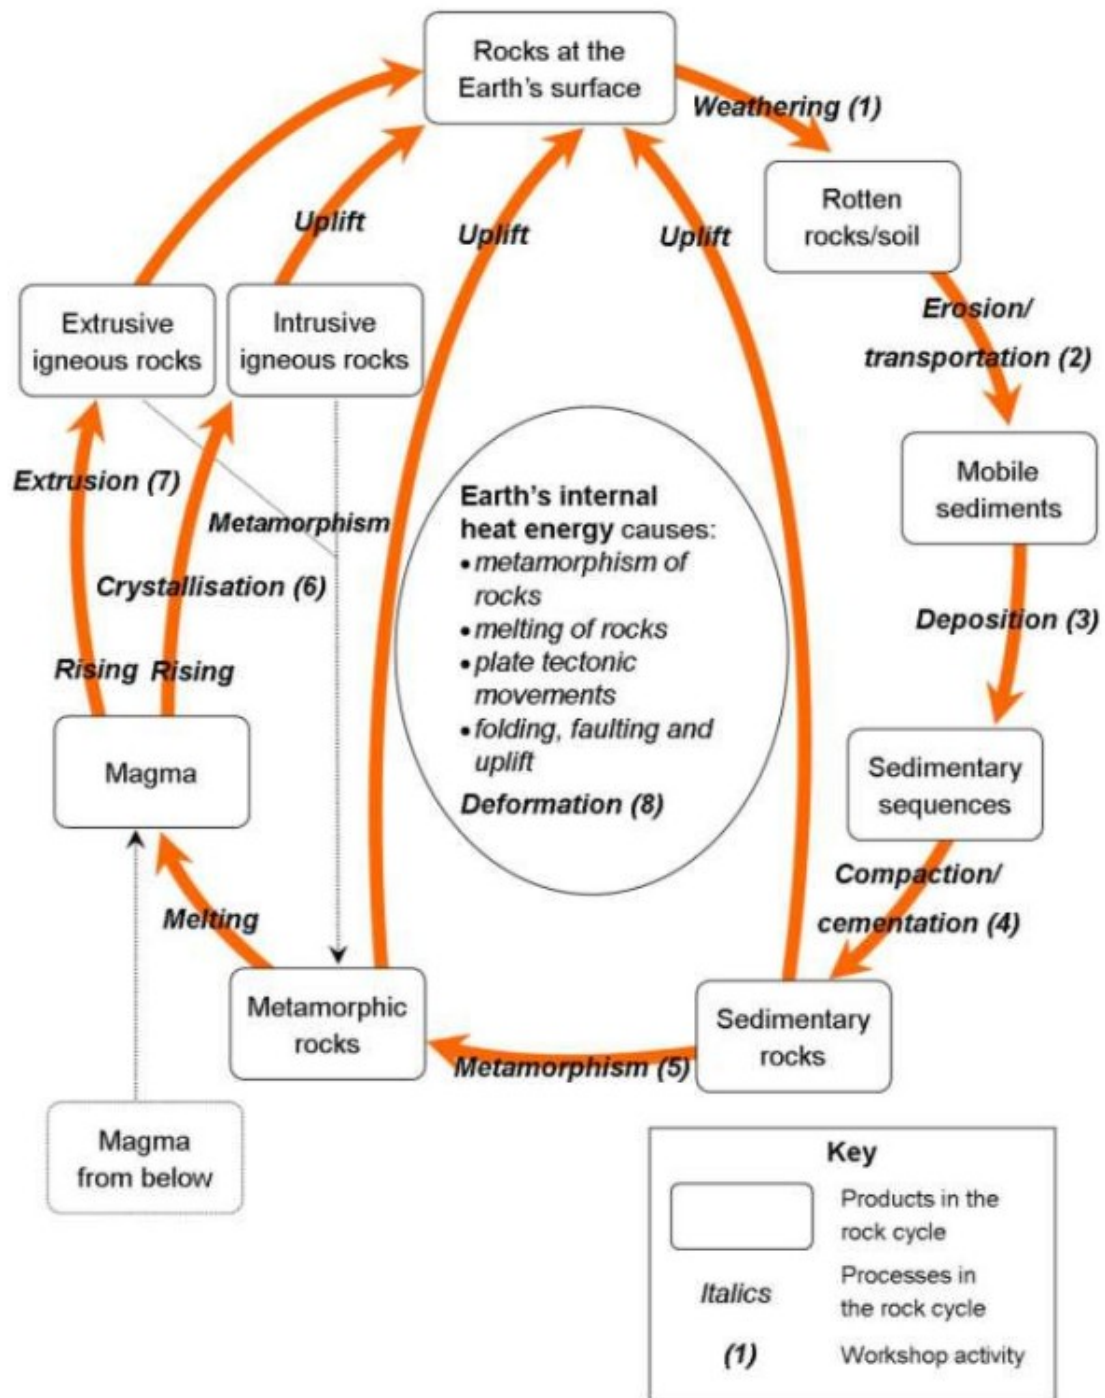 Rocks at the
Earth's surface
Weathering (1)
Rotten
rocks/soil
Uplift
Uplift
Uplift
Erosion/
transportation (2)
Extrusive
igneous rocks
Intrusive
igneous rocks
Mobile
sediments
Extrusion (7)
Metamorphism
Crystallisation (6)
Rising
Rising
Earth's internal
heat energy causes:
• metamorphism of
rocks
• melting of rocks
• plate tectonic
movements
• folding, faulting and
uplift
Deformation (8)
Deposition (3)
Magma
Sedimentary
sequences
Compaction/
cementation (4)
Melting
Metamorphic
rocks
Metamorphism (5)
Sedimentary
rocks
Magma
from below
Key
Products in the
rock cycle
Italics
Processes in
the rock cycle
(1)
Workshop activity